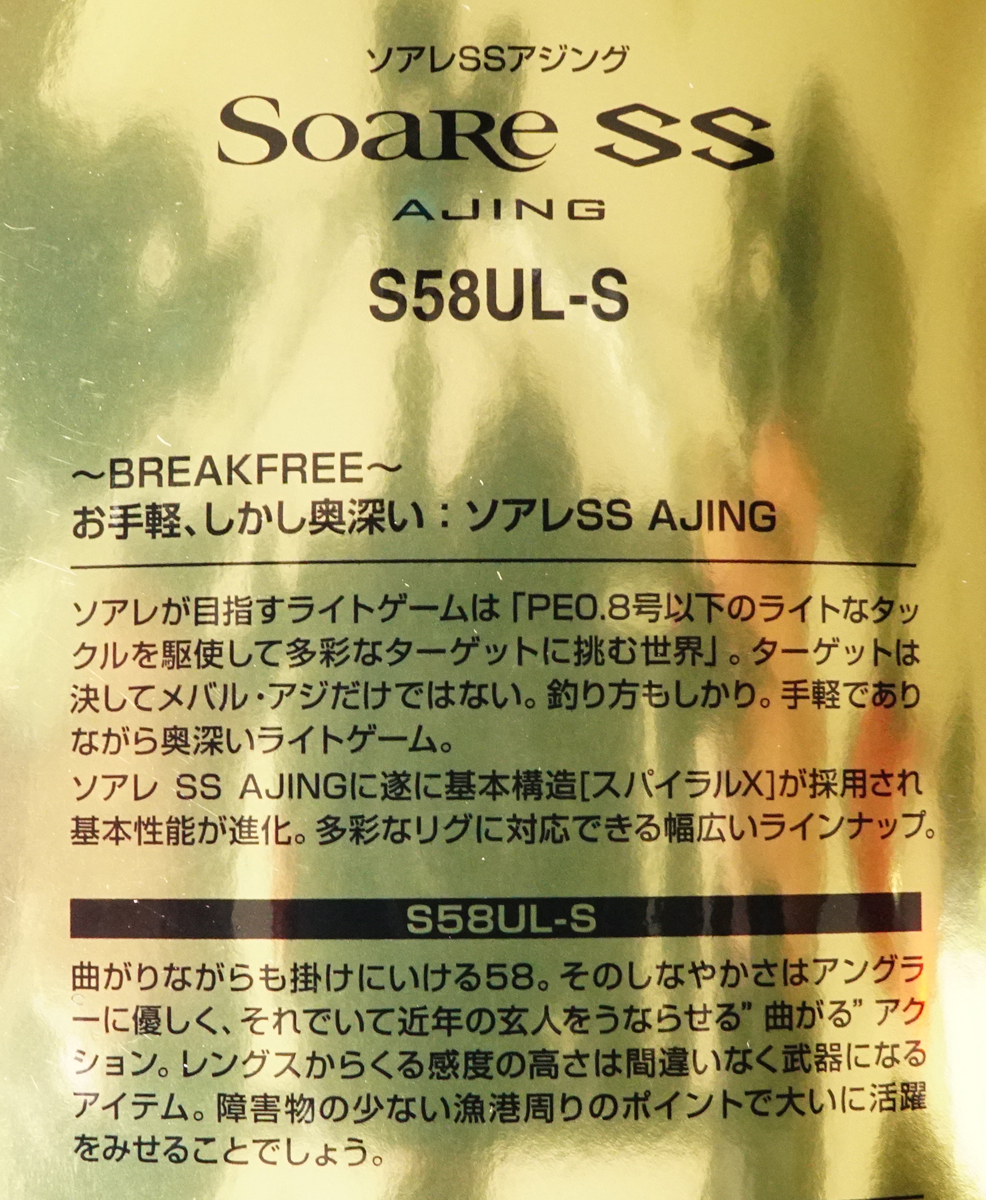 ソアレSSアジング
Soare SS
AJING
S58UL-S
～BREAKFREE～
お手軽、しかし奥深い：ソアレSS AJING
ソアレが目指すライトゲームは「PE0.8号以下のライトなタッ
クルを駆使して多彩なターゲットに挑む世界」。ターゲットは
決してメバル・アジだけではない。釣り方もしかり。手軽であり
ながら奥深いライトゲーム。
ソアレ SS AJINGに遂に基本構造[スパイラルX]が採用され
基本性能が進化。多彩なリグに対応できる幅広いラインナップ。
S58UL-S
曲がりながらも掛けにいける58。そのしなやかさはアングラ
ーに優しく、それでいて近年の玄人をうならせる”曲がる”アク
ション。レングスからくる感度の高さは間違いなく武器になる
アイテム。障害物の少ない漁港周りのポイントで大いに活躍
をみせることでしょう。